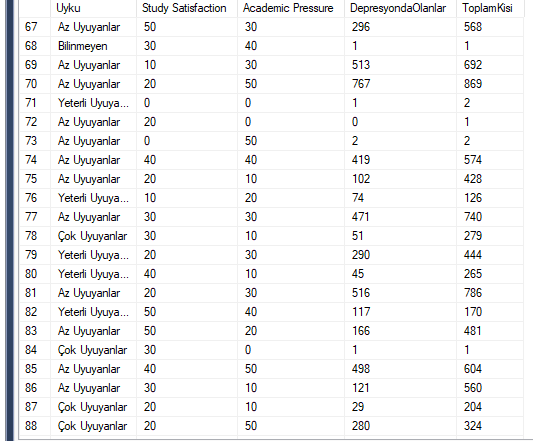 Uyku Study Satisfaction Academic Pressure DepresyondaOlanlar ToplamKisi
67 Az Uyuyanlar 50 30 296 568
68 Bilinmeyen 30 40 1 1
69 Az Uyuyanlar 10 30 513 692
70 Az Uyuyanlar 20 50 767 869
71 Yeterli Uyuya... 0 0 1 2
72 Az Uyuyanlar 20 0 0 1
73 Az Uyuyanlar 0 50 2 2
74 Az Uyuyanlar 40 40 419 574
75 Az Uyuyanlar 20 10 102 428
76 Yeterli Uyuya... 10 20 74 126
77 Az Uyuyanlar 30 30 471 740
78 Çok Uyuyanlar 30 10 51 279
79 Yeterli Uyuya... 20 30 290 444
80 Yeterli Uyuya... 40 10 45 265
81 Az Uyuyanlar 20 30 516 786
82 Yeterli Uyuya... 50 40 117 170
83 Az Uyuyanlar 50 20 166 481
84 Çok Uyuyanlar 30 0 1 1
85 Az Uyuyanlar 40 50 498 604
86 Az Uyuyanlar 30 10 121 560
87 Çok Uyuyanlar 20 10 29 204
88 Çok Uyuyanlar 20 50 280 324